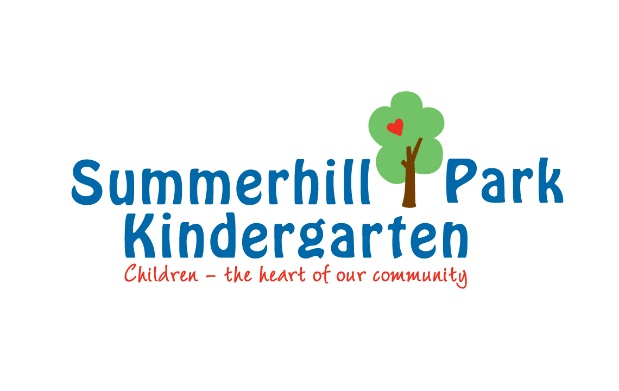 Summerhill Park
Kindergarten
Children – the heart of our community